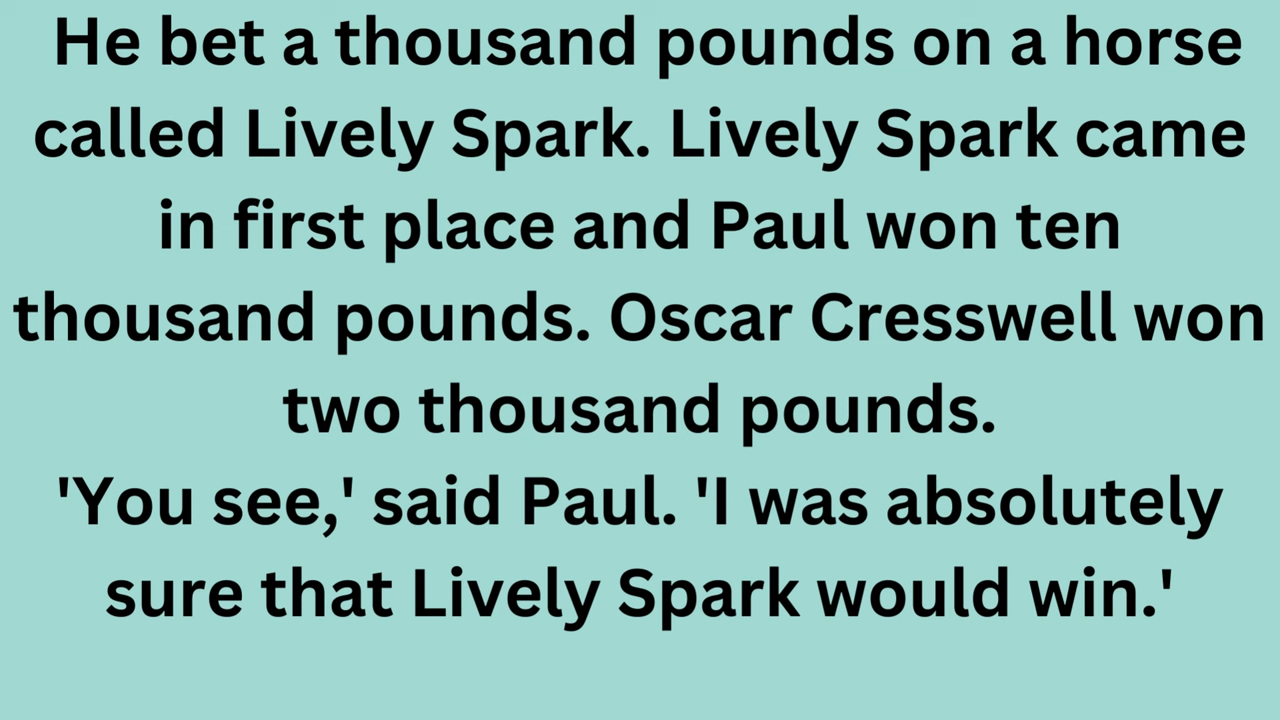 He bet a thousand pounds on a horse
called Lively Spark. Lively Spark came
in first place and Paul won ten
thousand pounds. Oscar Cresswell won
two thousand pounds.
'You see,' said Paul. 'I was absolutely
sure that Lively Spark would win.'